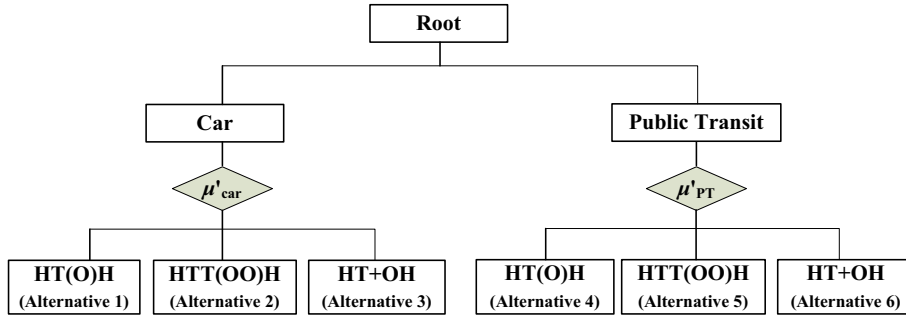 Root
Car
Public Transit
μ'car
μ'PT
HT(O)H
(Alternative 1)
HTT(OO)H
(Alternative 2)
HT+OH
(Alternative 3)
HT(O)H
(Alternative 4)
HTT(OO)H
(Alternative 5)
HT+OH
(Alternative 6)